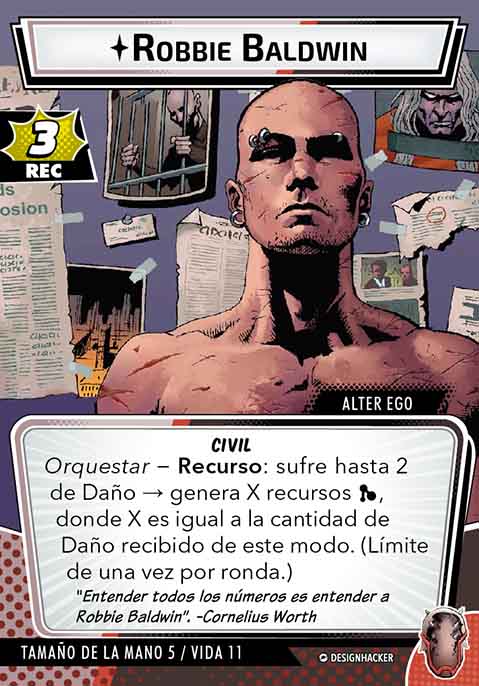 ROBBIE BALDWIN
3
REC
ds
osion
ALTER EGO
CIVIL
Orquestar – Recurso: sufre hasta 2
de Daño → genera X recursos ,
donde X es igual a la cantidad de
Daño recibido de este modo. (Límite
de una vez por ronda.)
"Entender todos los números es entender a
Robbie Baldwin". -Cornelius Worth
TAMAÑO DE LA MANO 5 / VIDA 11
DESIGNHACKER